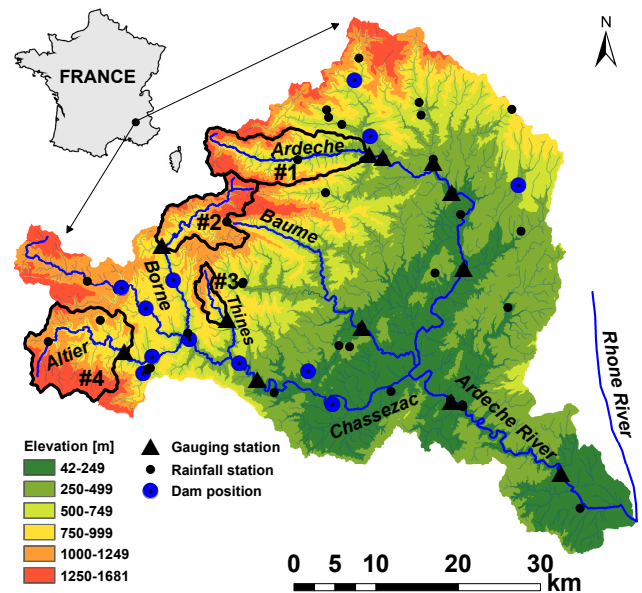 N
FRANCE
Ardeche
#1
#2
Baume
#3
Borne
Thines
Altier
#4
Chassezac
Ardeche River
Rhone River
Elevation [m]
42-249
250-499
500-749
750-999
1000-1249
1250-1681
Gauging station
Rainfall station
Dam position
0 5 10 20 30
km